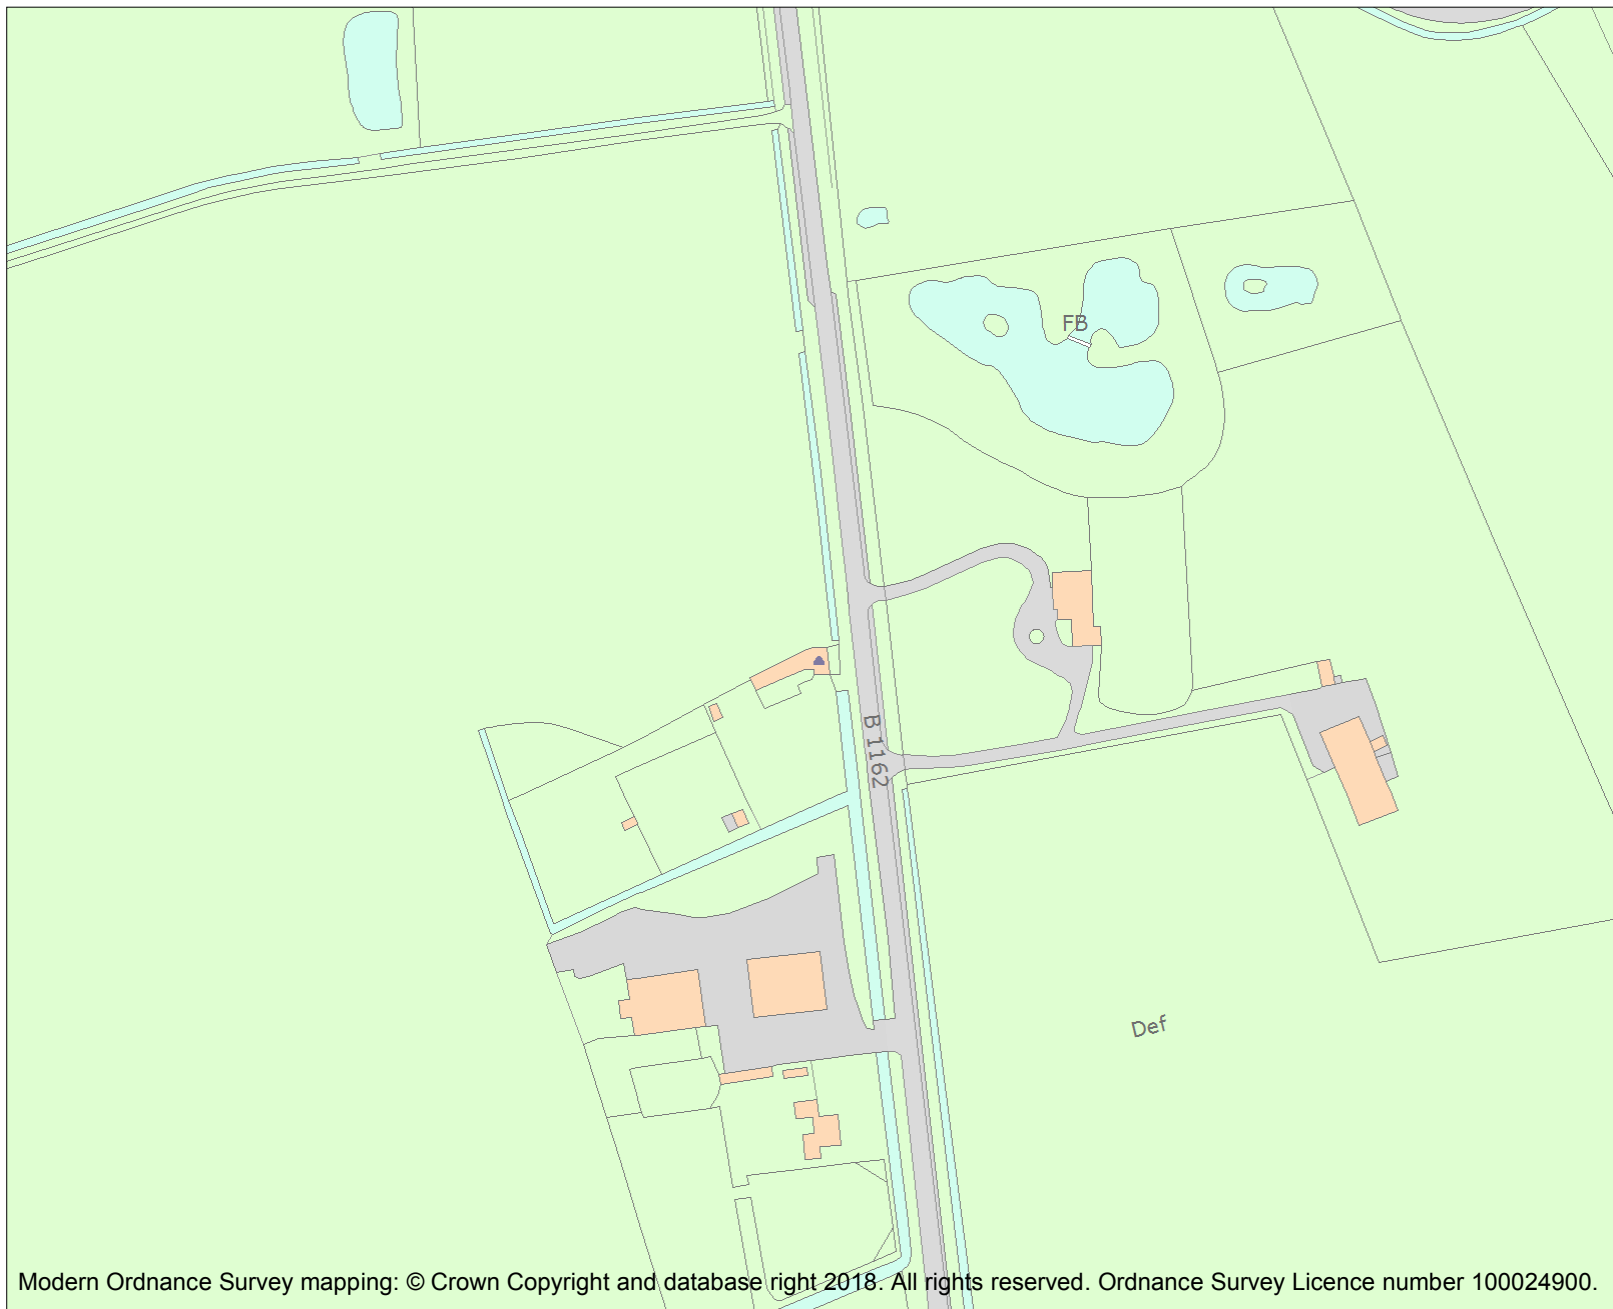 FB
B 1162
Def
Modern Ordnance Survey mapping: © Crown Copyright and database right 2018. All rights reserved. Ordnance Survey Licence number 100024900.